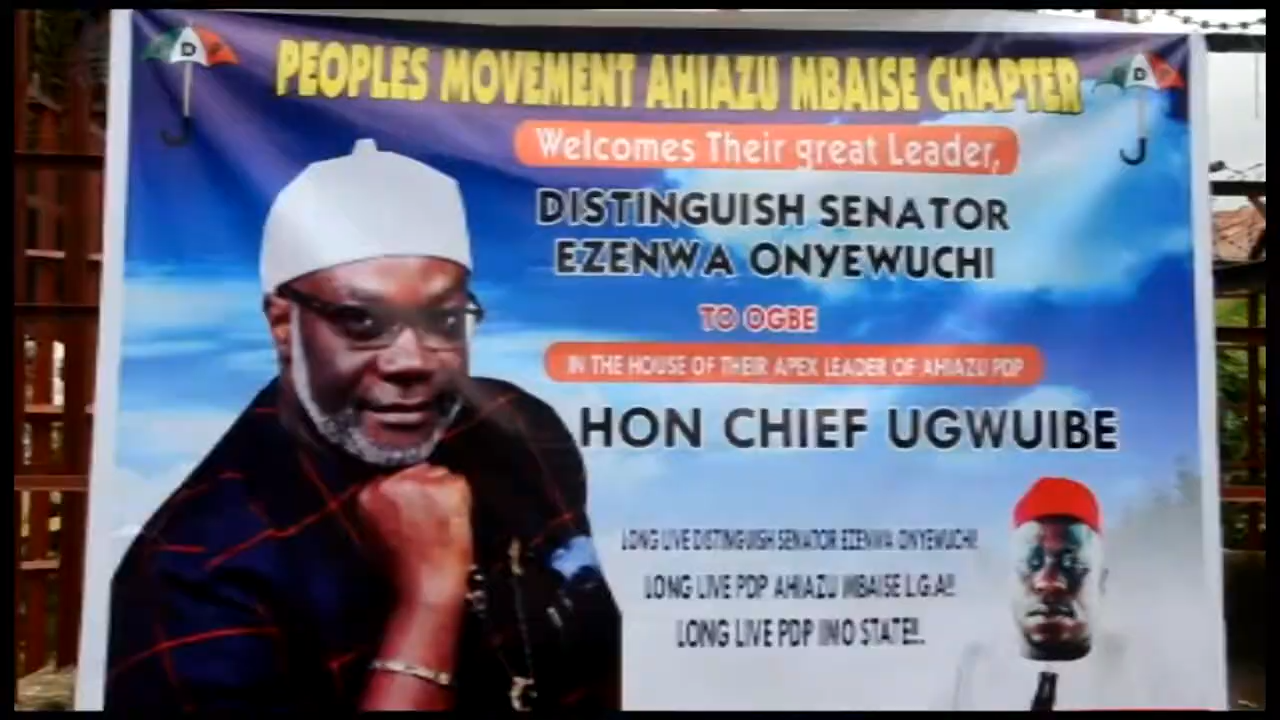 PEOPLES MOVEMENT AHIAZU MBAISE CHAPTER
Welcomes Their great Leader,
DISTINGUISH SENATOR
EZENWA ONYEWUCHI
TO OGBE
IN THE HOUSE OF THEIR APEX LEADER OF AHIAZU PDP
HON CHIEF UGWUIBE
LONG LIVE DISTINGUISH SENATOR EZENWA ONYEWUCHI!
LONG LIVE PDP AHIAZU MBAISE L.G.A!!
LONG LIVE PDP IMO STATE!!.